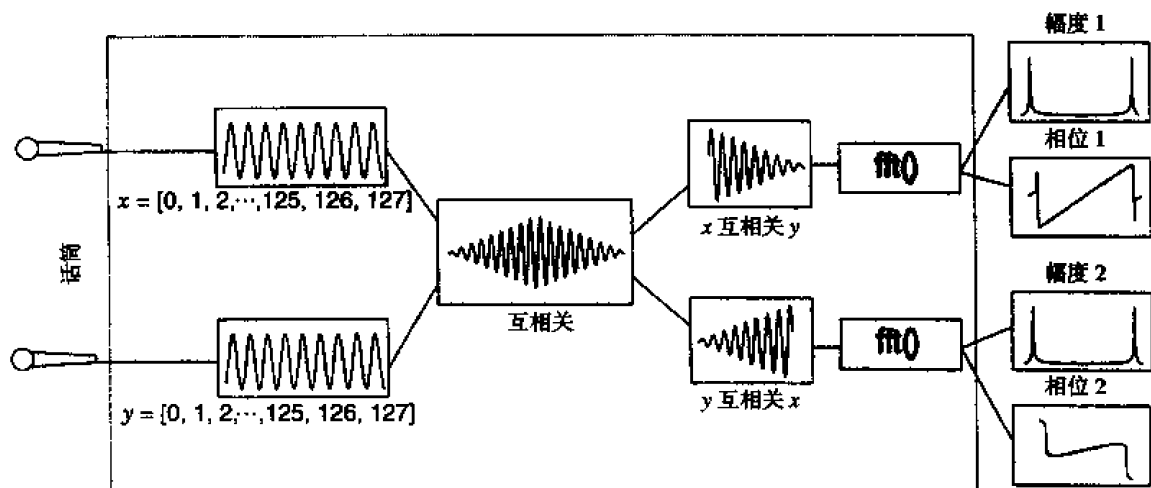 幅度 1
相位 1
x = [0, 1, 2,···,125, 126, 127]
fft()
x 互相关 y
话筒
互相关
幅度 2
y = [0, 1, 2,···,125, 126, 127]
fft()
y 互相关 x
相位 2